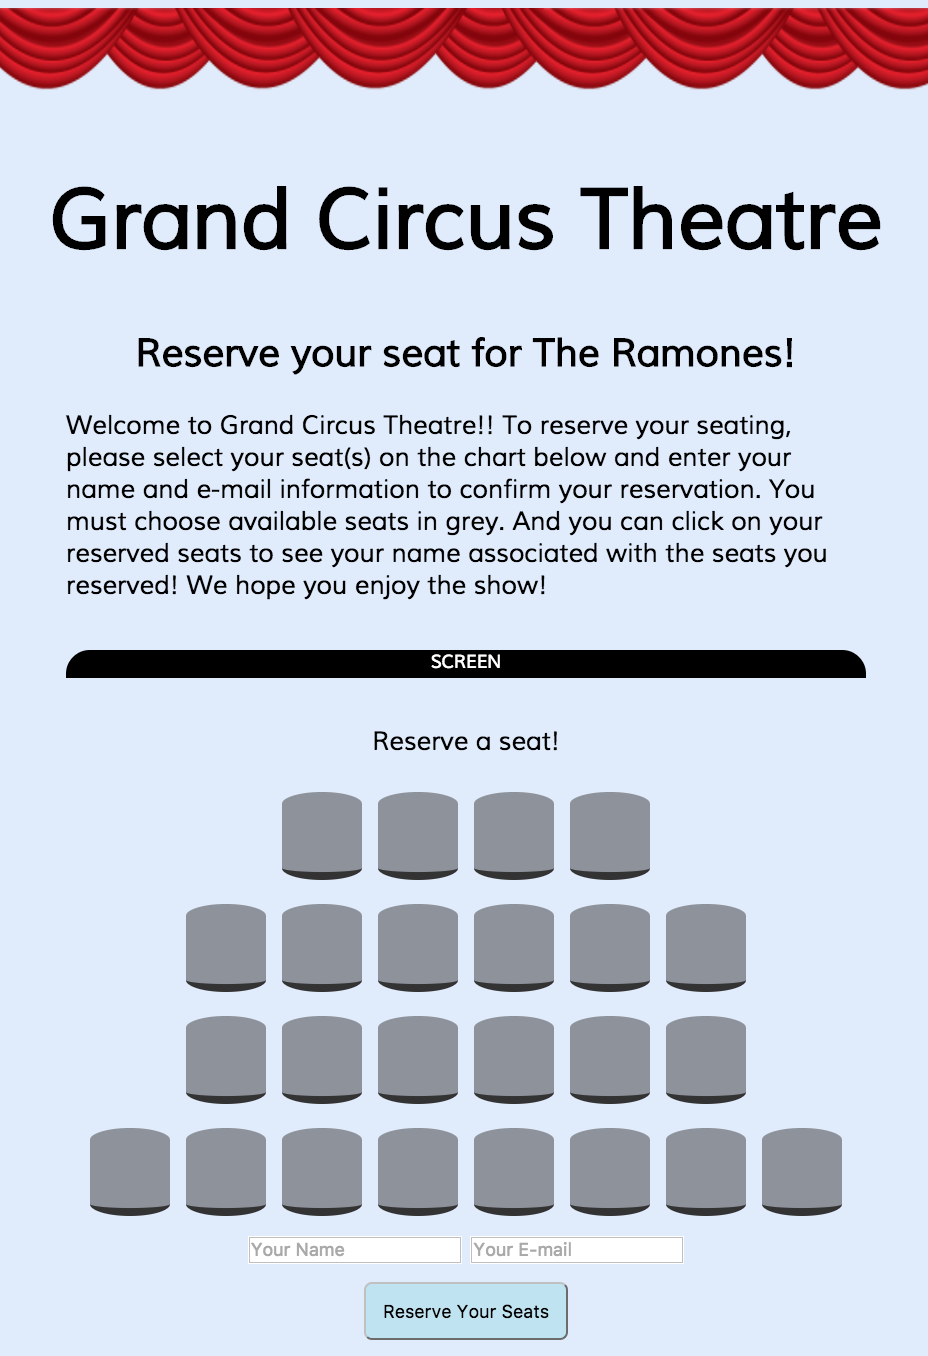 Grand Circus Theatre
Reserve your seat for The Ramones!
Welcome to Grand Circus Theatre!! To reserve your seating,
please select your seat(s) on the chart below and enter your
name and e-mail information to confirm your reservation. You
must choose available seats in grey. And you can click on your
reserved seats to see your name associated with the seats you
reserved! We hope you enjoy the show!
SCREEN
Reserve a seat!
Your Name Your E-mail
Reserve Your Seats